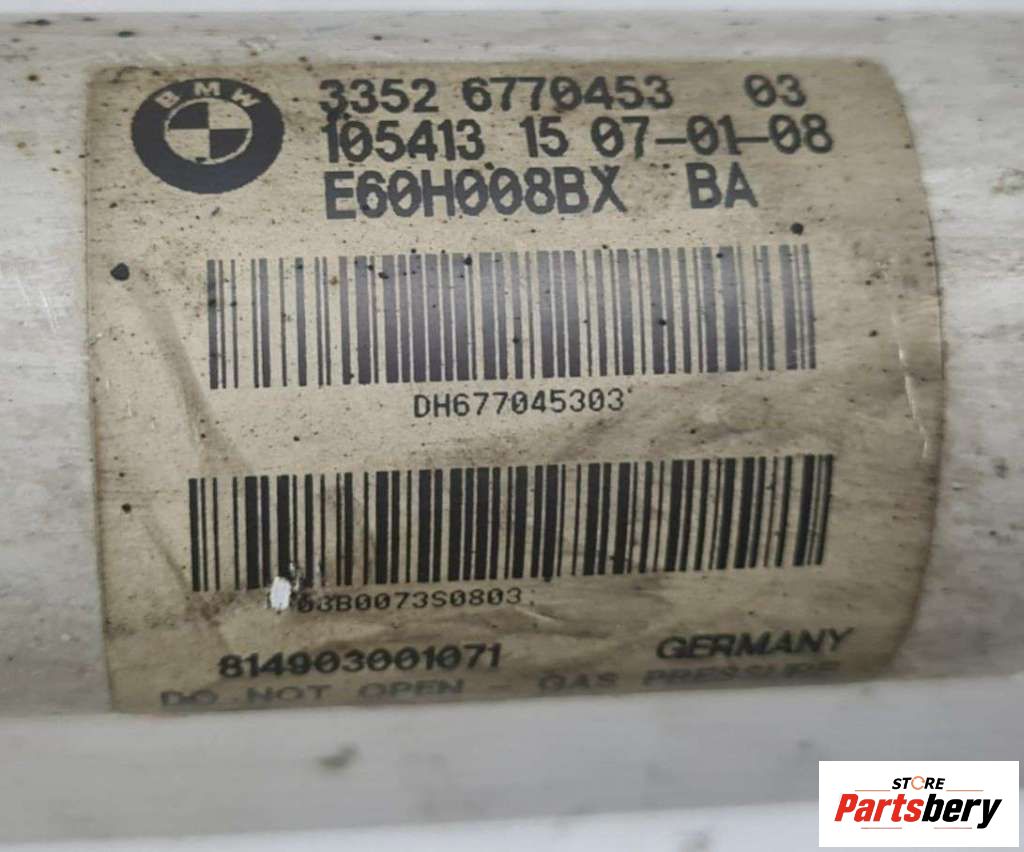 BMW
3352 6770453 03
105413 15 07-01-08
E60H008BX BA
DH677045303
03B0073S0803
814903001071 GERMANY
DO NOT OPEN - GAS PRESSURE
STORE
Partsbery